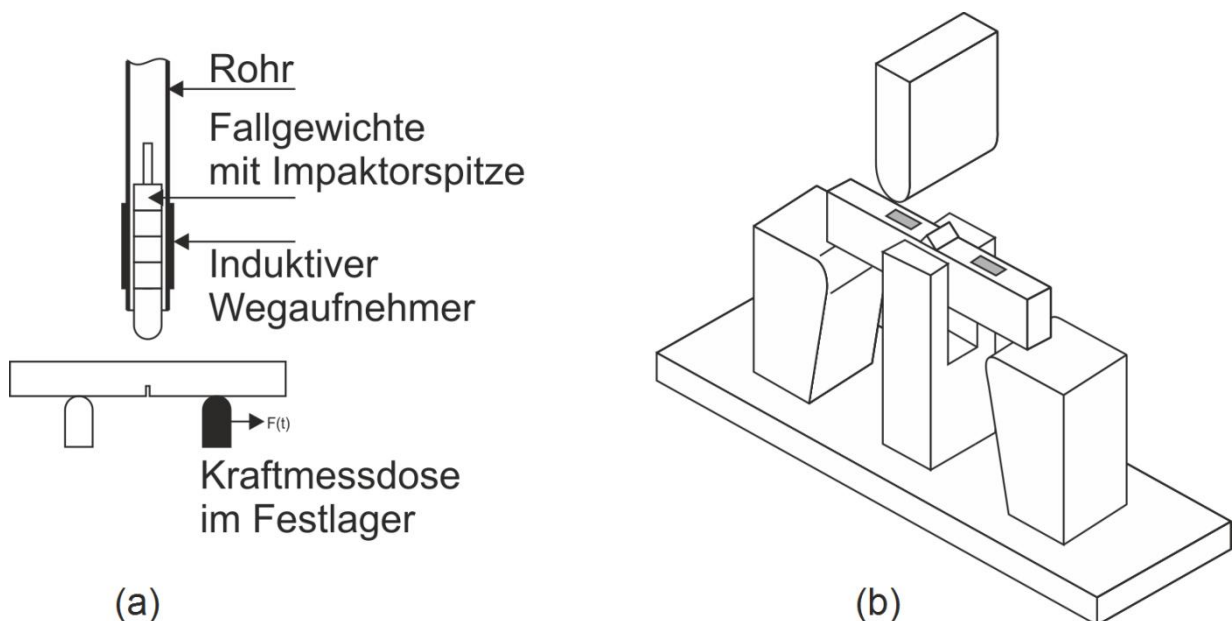 Rohr
Fallgewichte
mit Impaktorspitze
Induktiver
Wegaufnehmer
F(t)
Kraftmessdose
im Festlager
(a)
(b)